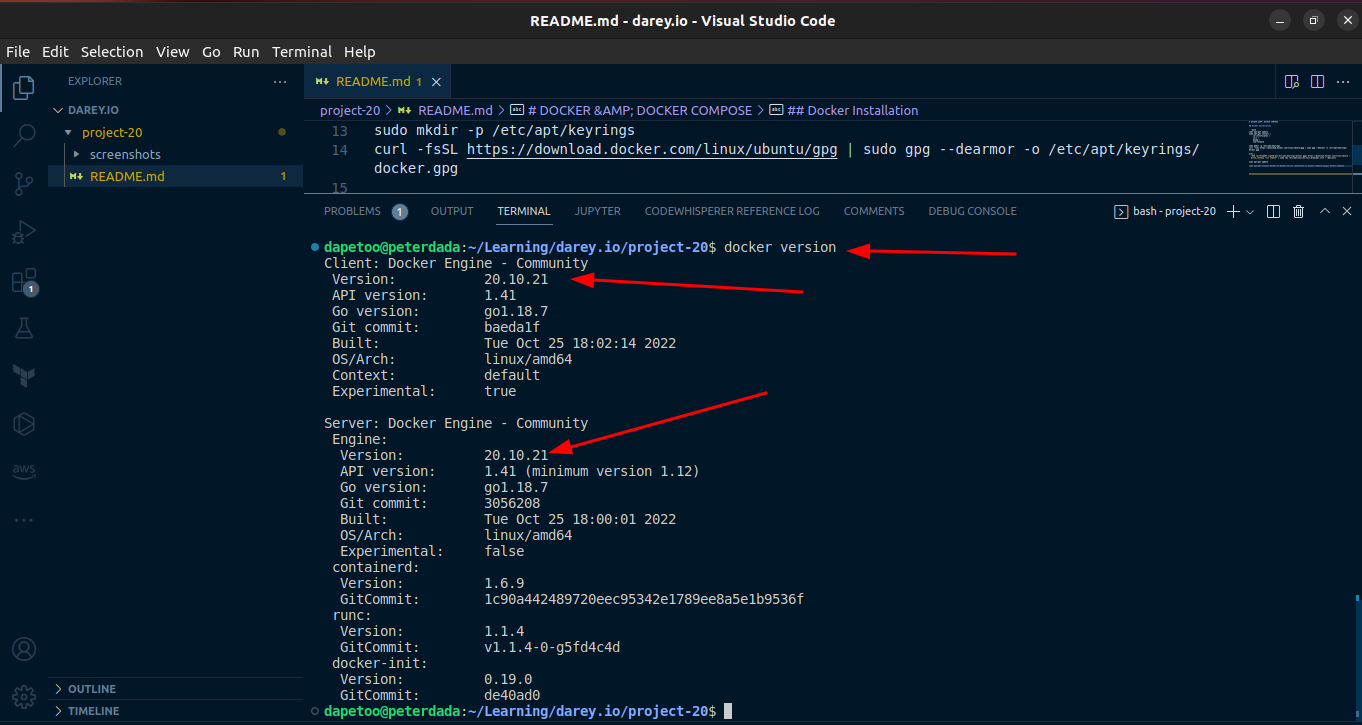 README.md - darey.io - Visual Studio Code
File Edit Selection View Go Run Terminal Help
EXPLORER
README.md 1
DAREY.IO
project-20 > README.md > # DOCKER &AMP; DOCKER COMPOSE > ## Docker Installation
project-20
13 sudo mkdir -p /etc/apt/keyrings
screenshots
14 curl -fsSL https://download.docker.com/linux/ubuntu/gpg | sudo gpg --dearmor -o /etc/apt/keyrings/
docker.gpg
README.md 1
15
PROBLEMS 1 OUTPUT TERMINAL JUPYTER CODEWHISPERER REFERENCE LOG COMMENTS DEBUG CONSOLE bash - project-20
dapetoo@peterdada:~/Learning/darey.io/project-20$ docker version
Client: Docker Engine - Community
Version: 20.10.21
API version: 1.41
Go version: go1.18.7
Git commit: baeda1f
Built: Tue Oct 25 18:02:14 2022
OS/Arch: linux/amd64
Context: default
Experimental: true
Server: Docker Engine - Community
Engine:
Version: 20.10.21
API version: 1.41 (minimum version 1.12)
Go version: go1.18.7
Git commit: 3056208
Built: Tue Oct 25 18:00:01 2022
OS/Arch: linux/amd64
Experimental: false
containerd:
Version: 1.6.9
GitCommit: 1c90a442489720eec95342e1789ee8a5e1b9536f
runc:
Version: 1.1.4
GitCommit: v1.1.4-0-g5fd4c4d
docker-init:
Version: 0.19.0
GitCommit: de40ad0
dapetoo@peterdada:~/Learning/darey.io/project-20$
1
aws
OUTLINE
TIMELINE